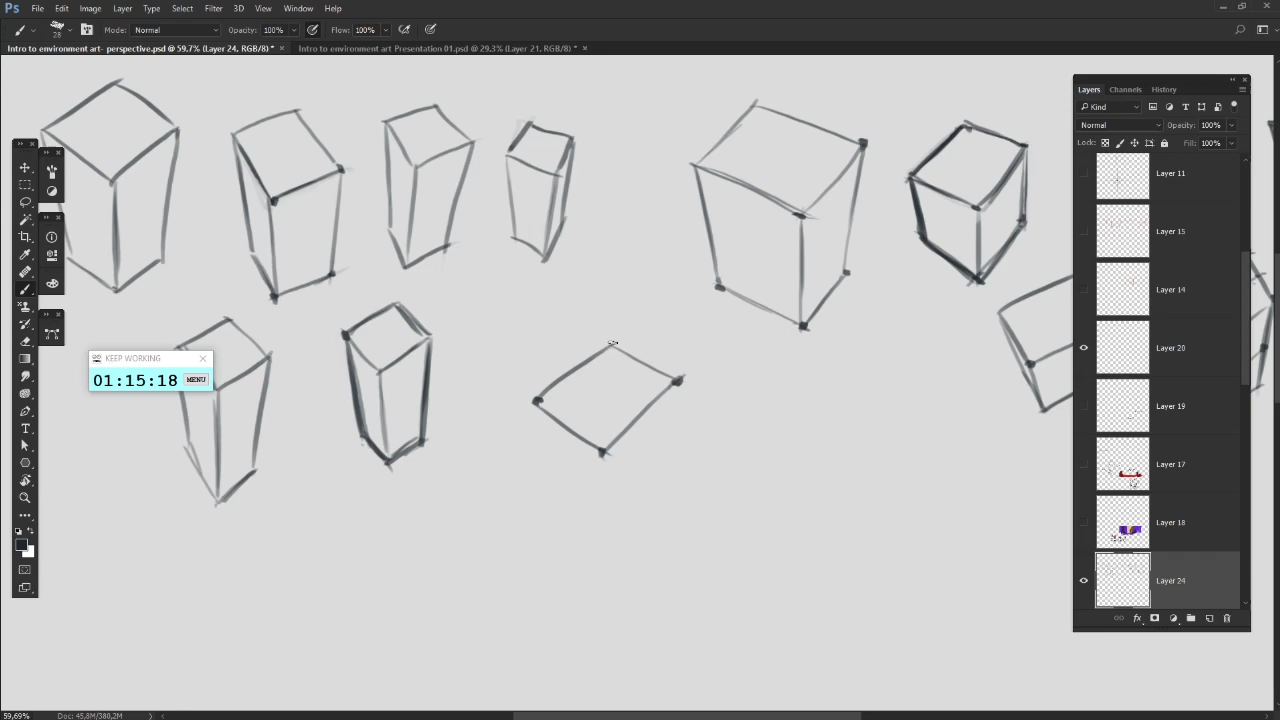 Ps File Edit Image Layer Type Select Filter 3D View Window Help
28 Mode: Normal Opacity: 100% Flow: 100%
Intro to environment art- perspective.psd @ 59,7% (Layer 24, RGB/8) * × Intro to environment art Presentation 01.psd @ 29,3% (Layer 21, RGB/8) * ×
Layers Channels History
Kind
Normal Opacity: 100%
Lock: Fill: 100%
Layer 11
Layer 15
Layer 14
Layer 20
Layer 19
Layer 17
Layer 18
Layer 24
KEEP WORKING
01:15:18 MENU
59,69% Doc: 45,8M/380,2M